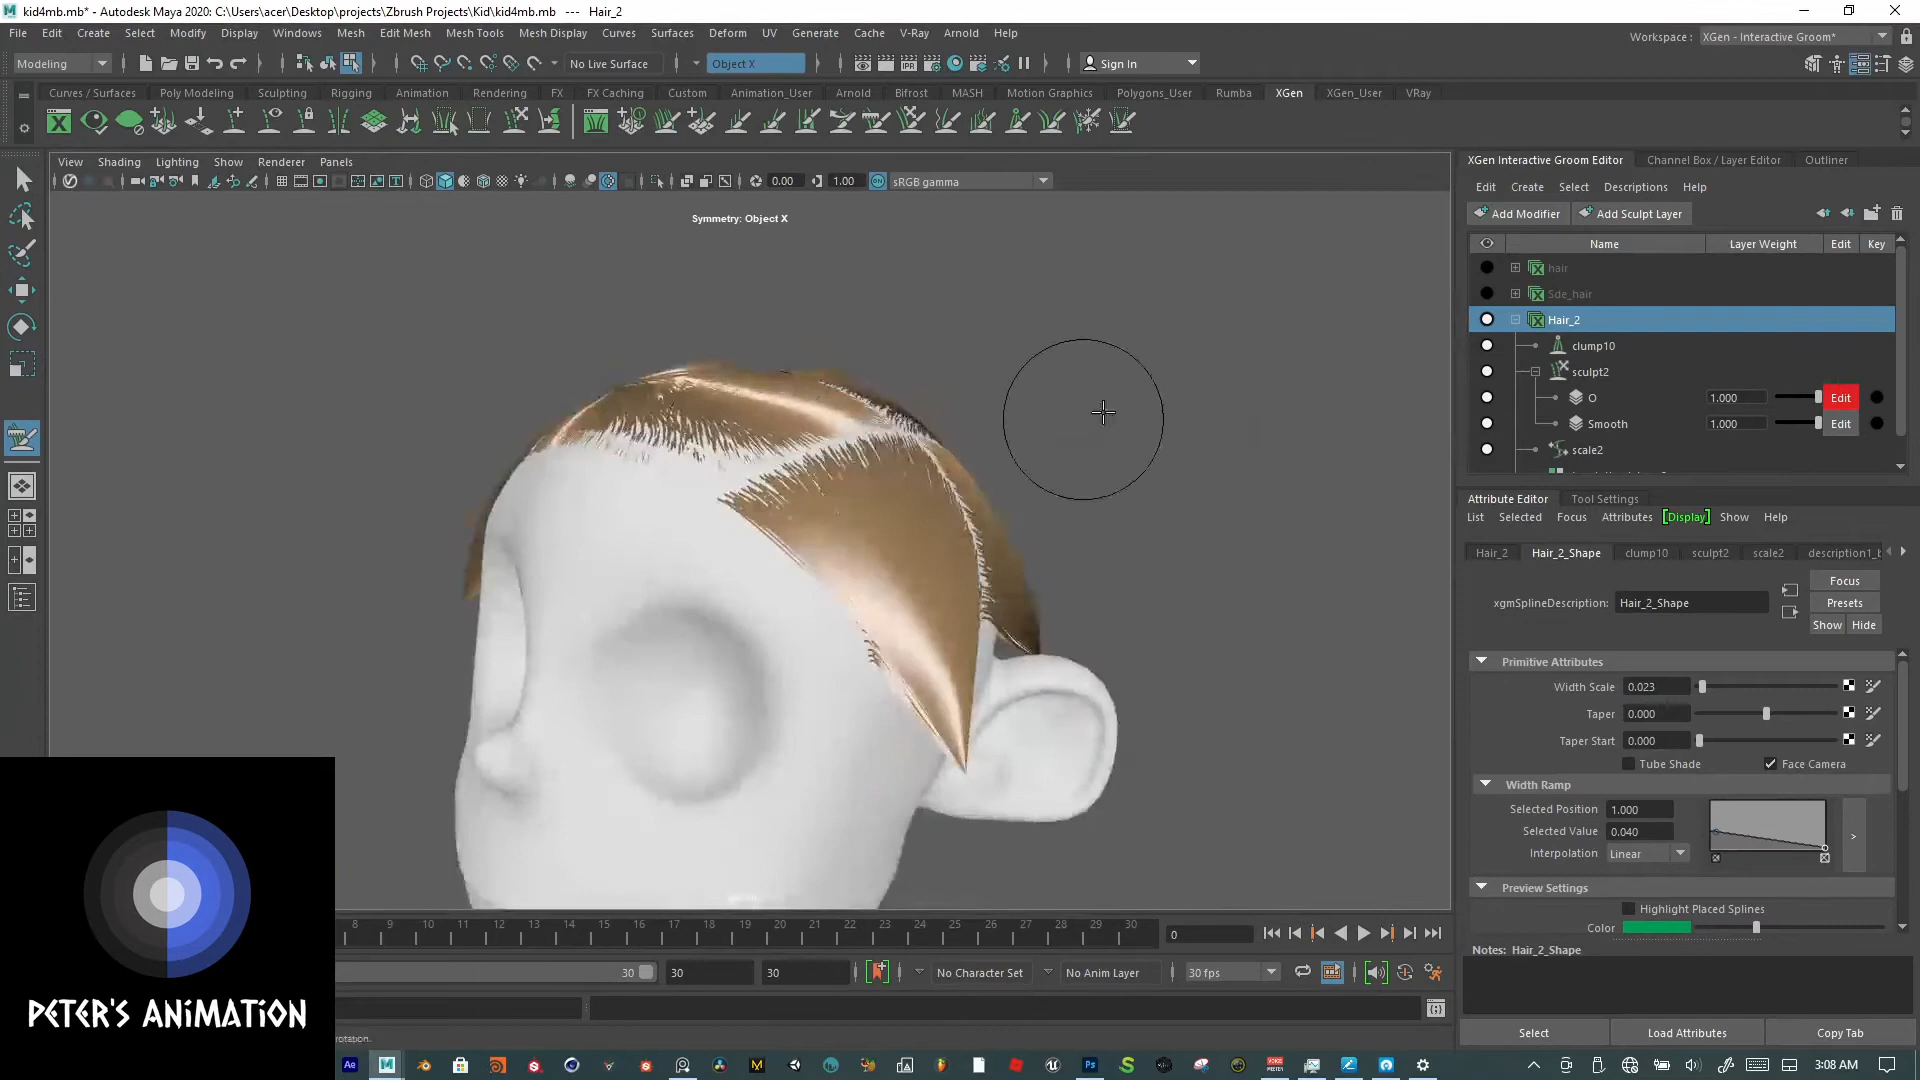 kid4mb.mb* - Autodesk Maya 2020: C:\Users\acer\Desktop\projects\Zbrush Projects\Kid\kid4mb.mb   ---   Hair_2
File Edit Create Select Modify Display Windows Mesh Edit Mesh Mesh Tools Mesh Display Curves Surfaces Deform UV Generate Cache V-Ray Arnold Help
Workspace : XGen - Interactive Groom*
Modeling No Live Surface Object X Sign In
Curves / Surfaces Poly Modeling Sculpting Rigging Animation Rendering FX FX Caching Custom Animation_User Arnold Bifrost MASH Motion Graphics Polygons_User Rumba XGen XGen_User VRay
View Shading Lighting Show Renderer Panels
0.00 1.00 sRGB gamma
Symmetry: Object X
XGen Interactive Groom Editor Channel Box / Layer Editor Outliner
Edit Create Select Descriptions Help
Add Modifier Add Sculpt Layer
Name Layer Weight Edit Key
hair
Sde_hair
Hair_2
clump10
sculpt2
O 1.000 Edit
Smooth 1.000 Edit
scale2
Attribute Editor Tool Settings
List Selected Focus Attributes [Display] Show Help
Hair_2 Hair_2_Shape clump10 sculpt2 scale2 description1_b
Focus
xgmSplineDescription: Hair_2_Shape Presets
Show Hide
Primitive Attributes
Width Scale 0.023
Taper 0.000
Taper Start 0.000
Tube Shade Face Camera
Width Ramp
Selected Position 1.000
Selected Value 0.040
Interpolation Linear
>
Preview Settings
Highlight Placed Splines
Color
Notes: Hair_2_Shape
Select Load Attributes Copy Tab
8 9 10 11 12 13 14 15 16 17 18 19 20 21 22 23 24 25 26 27 28 29 30
0
30 30 30 No Character Set No Anim Layer 30 fps
rotation.
PETER'S ANIMATION
Ae Ps S 3:08 AM